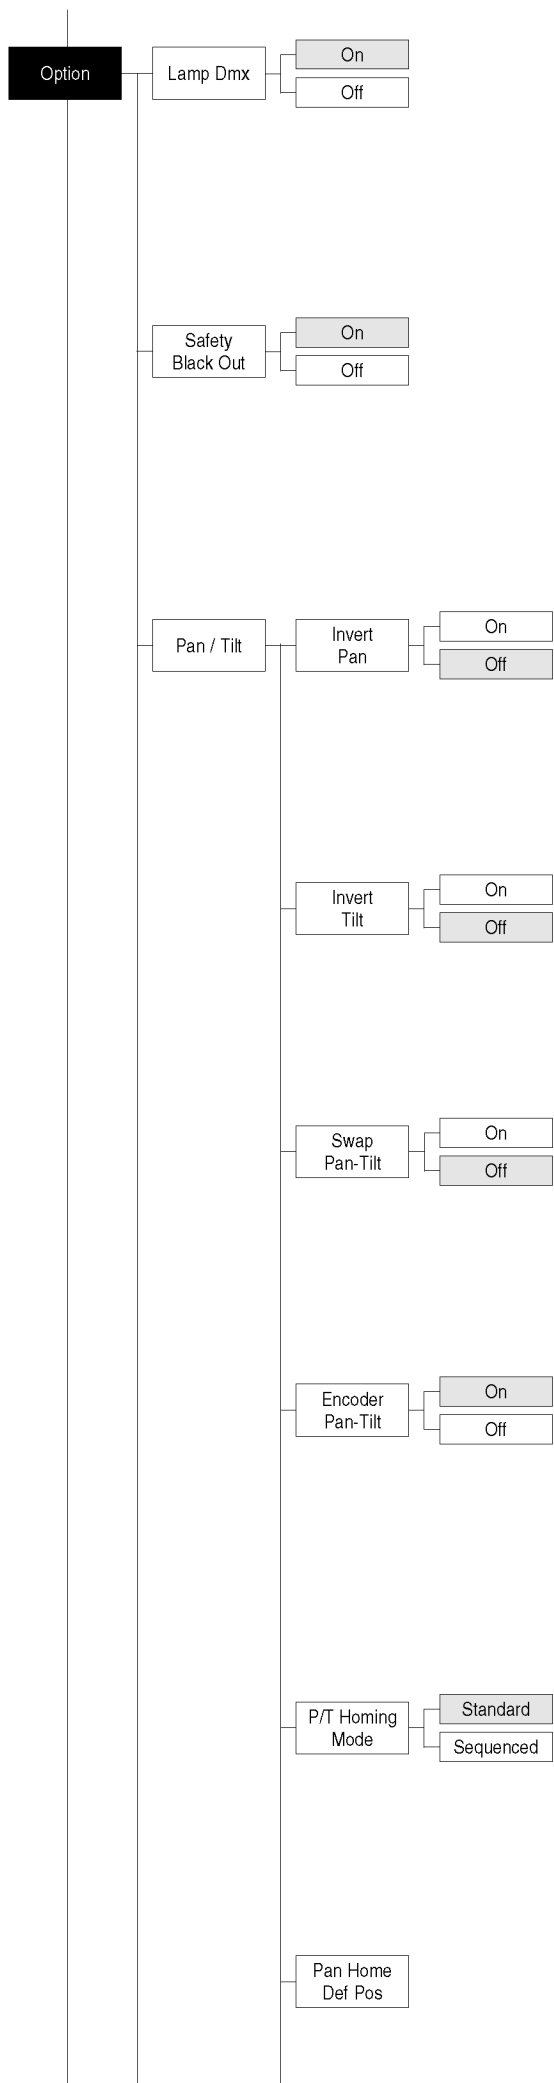 Option
Lamp Dmx
On
Off
Safety
Black Out
On
Off
Pan / Tilt
Invert
Pan
On
Off
Invert
Tilt
On
Off
Swap
Pan-Tilt
On
Off
Encoder
Pan-Tilt
On
Off
P/T Homing
Mode
Standard
Sequenced
Pan Home
Def Pos